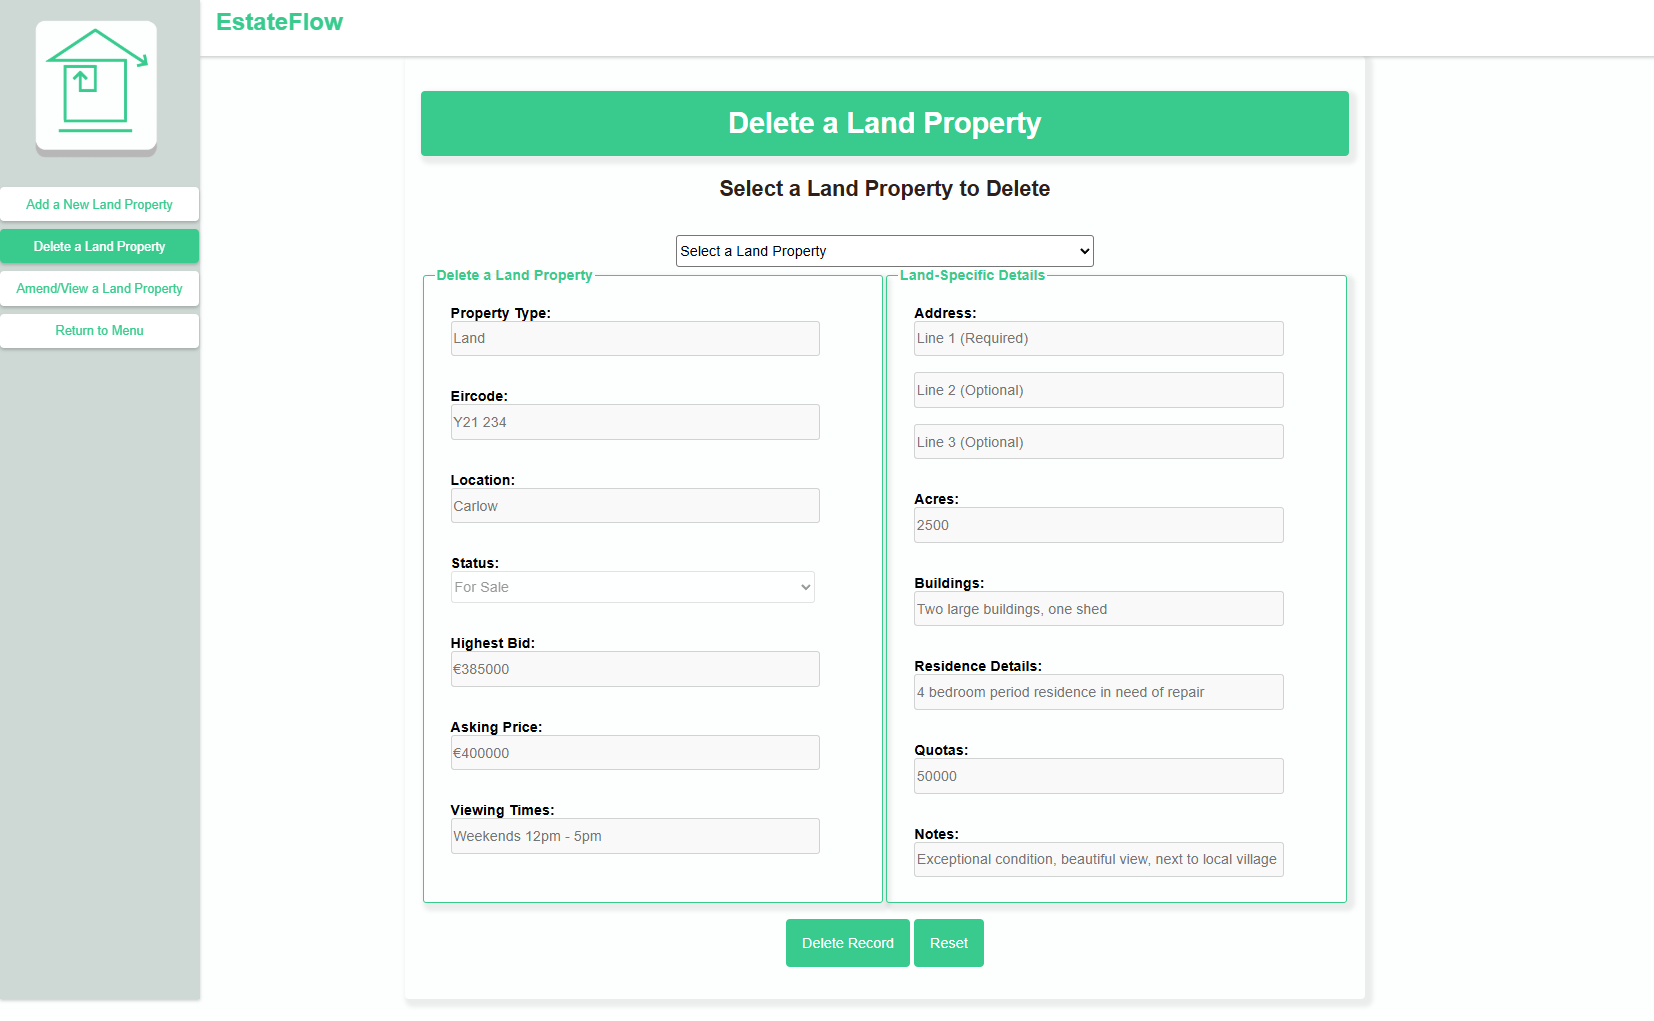 EstateFlow
Add a New Land Property
Delete a Land Property
Amend/View a Land Property
Return to Menu
Delete a Land Property
Select a Land Property to Delete
Select a Land Property
Delete a Land Property
Property Type:
Land
Eircode:
Y21 234
Location:
Carlow
Status:
For Sale
Highest Bid:
€385000
Asking Price:
€400000
Viewing Times:
Weekends 12pm - 5pm
Land-Specific Details
Address:
Line 1 (Required)
Line 2 (Optional)
Line 3 (Optional)
Acres:
2500
Buildings:
Two large buildings, one shed
Residence Details:
4 bedroom period residence in need of repair
Quotas:
50000
Notes:
Exceptional condition, beautiful view, next to local village
Delete Record
Reset